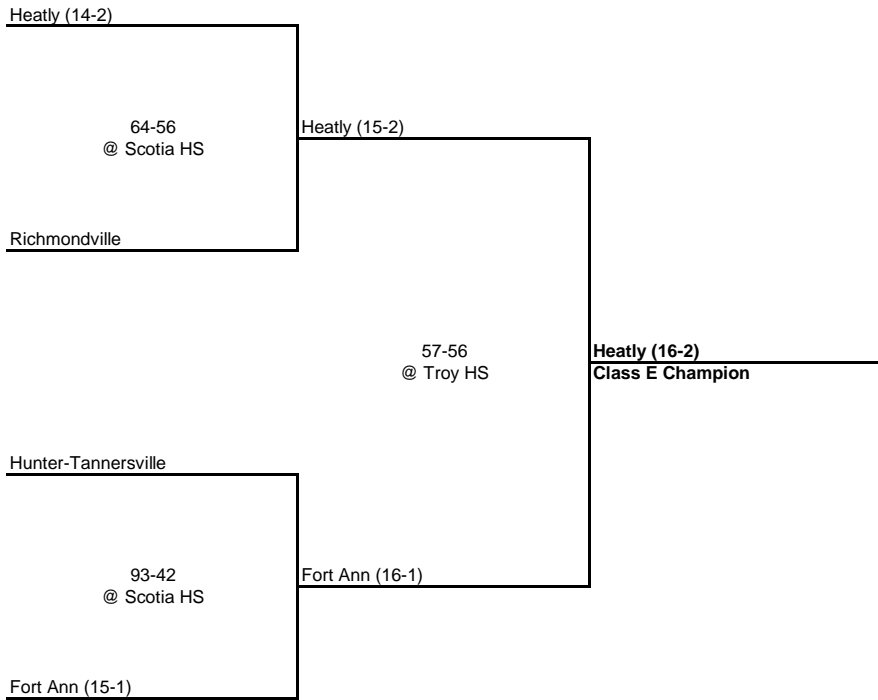 Heatly (14-2)
64-56
@ Scotia HS
Heatly (15-2)
Richmondville
57-56
@ Troy HS
Heatly (16-2)
Class E Champion
Hunter-Tannersville
93-42
@ Scotia HS
Fort Ann (16-1)
Fort Ann (15-1)